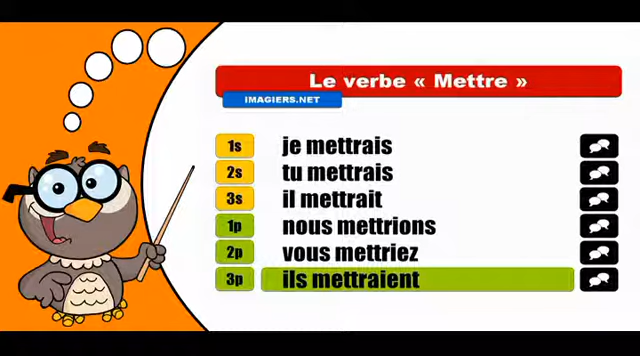 Le verbe « Mettre »
IMAGIERS.NET
1s je mettrais
2s tu mettrais
3s il mettrait
1p nous mettrions
2p vous mettriez
3p ils mettraient